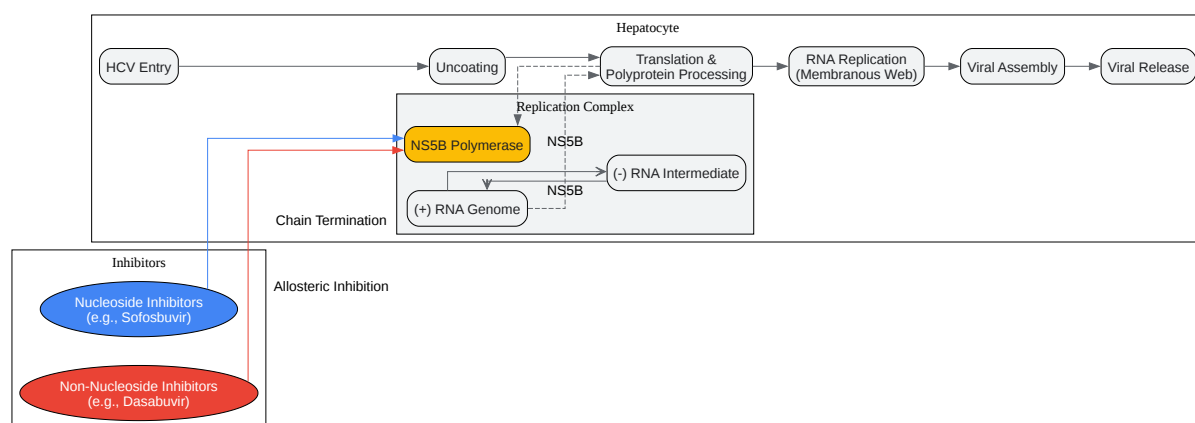 Hepatocyte
HCV Entry
Uncoating
Translation &
Polyprotein Processing
RNA Replication
(Membranous Web)
Viral Assembly
Viral Release
Replication Complex
NS5B Polymerase
NS5B
(-) RNA Intermediate
NS5B
(+) RNA Genome
Chain Termination
Inhibitors
Allosteric Inhibition
Nucleoside Inhibitors
(e.g., Sofosbuvir)
Non-Nucleoside Inhibitors
(e.g., Dasabuvir)